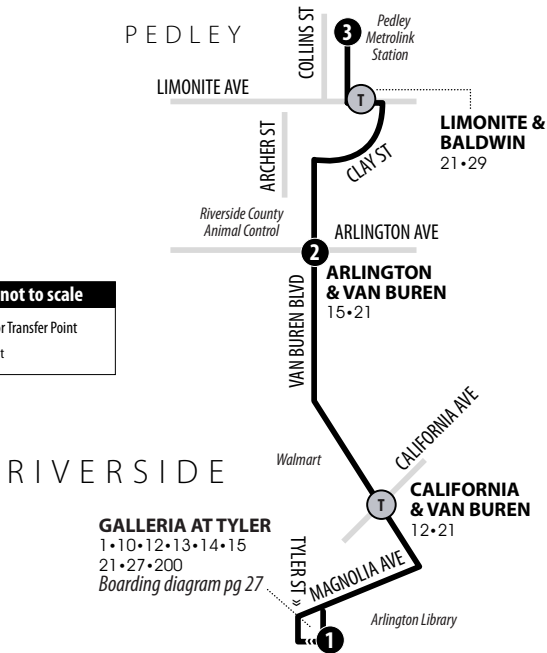 PEDLEY
COLLINS ST
3
Pedley
Metrolink
Station
LIMONITE AVE
T
LIMONITE &
BALDWIN
21•29
ARCHER ST
CLAY ST
Riverside County
Animal Control
ARLINGTON AVE
2
ARLINGTON
& VAN BUREN
15•21
not to scale
Transfer Point
VAN BUREN BLVD
RIVERSIDE
Walmart
CALIFORNIA AVE
T
CALIFORNIA
& VAN BUREN
12•21
GALLERIA AT TYLER
1•10•12•13•14•15
21•27•200
Boarding diagram pg 27
TYLER ST »
MAGNOLIA AVE
Arlington Library
1